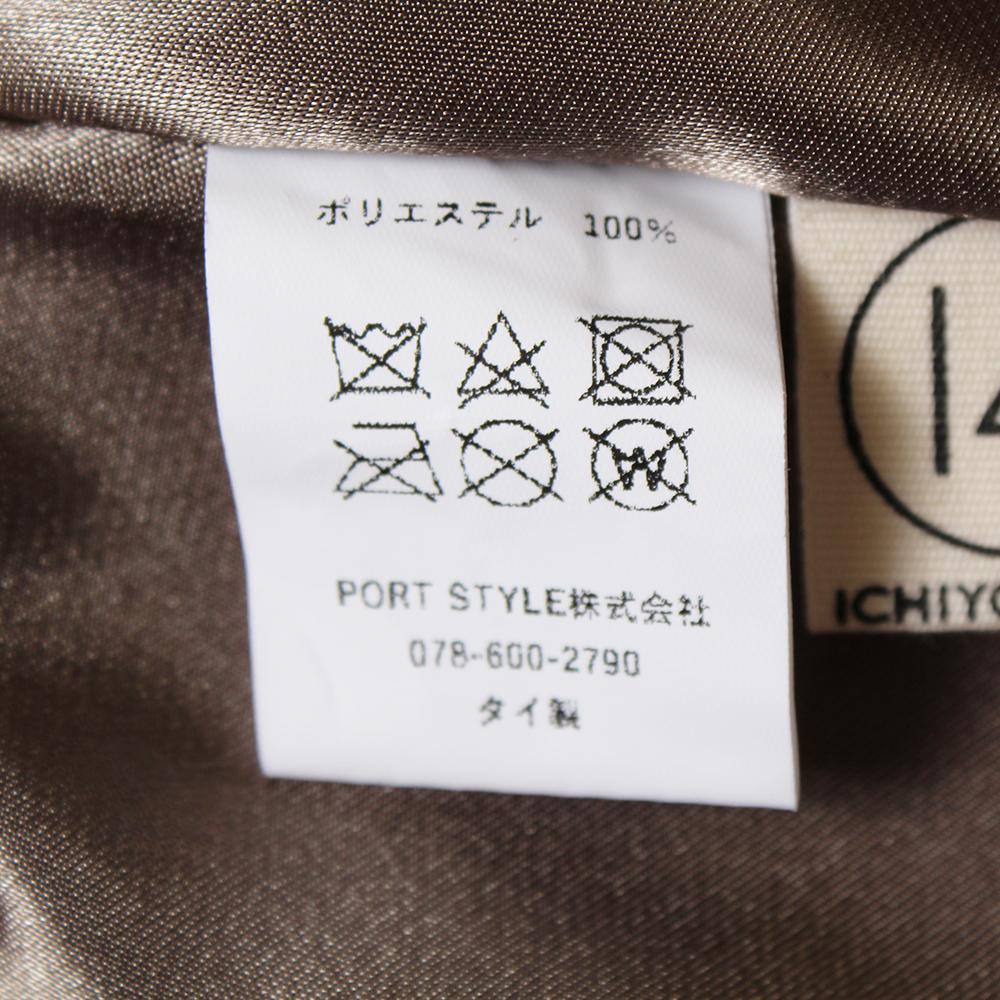 ポリエステル 100%
W
PORT STYLE株式会社
078-600-2790
タイ製
ICHIYO